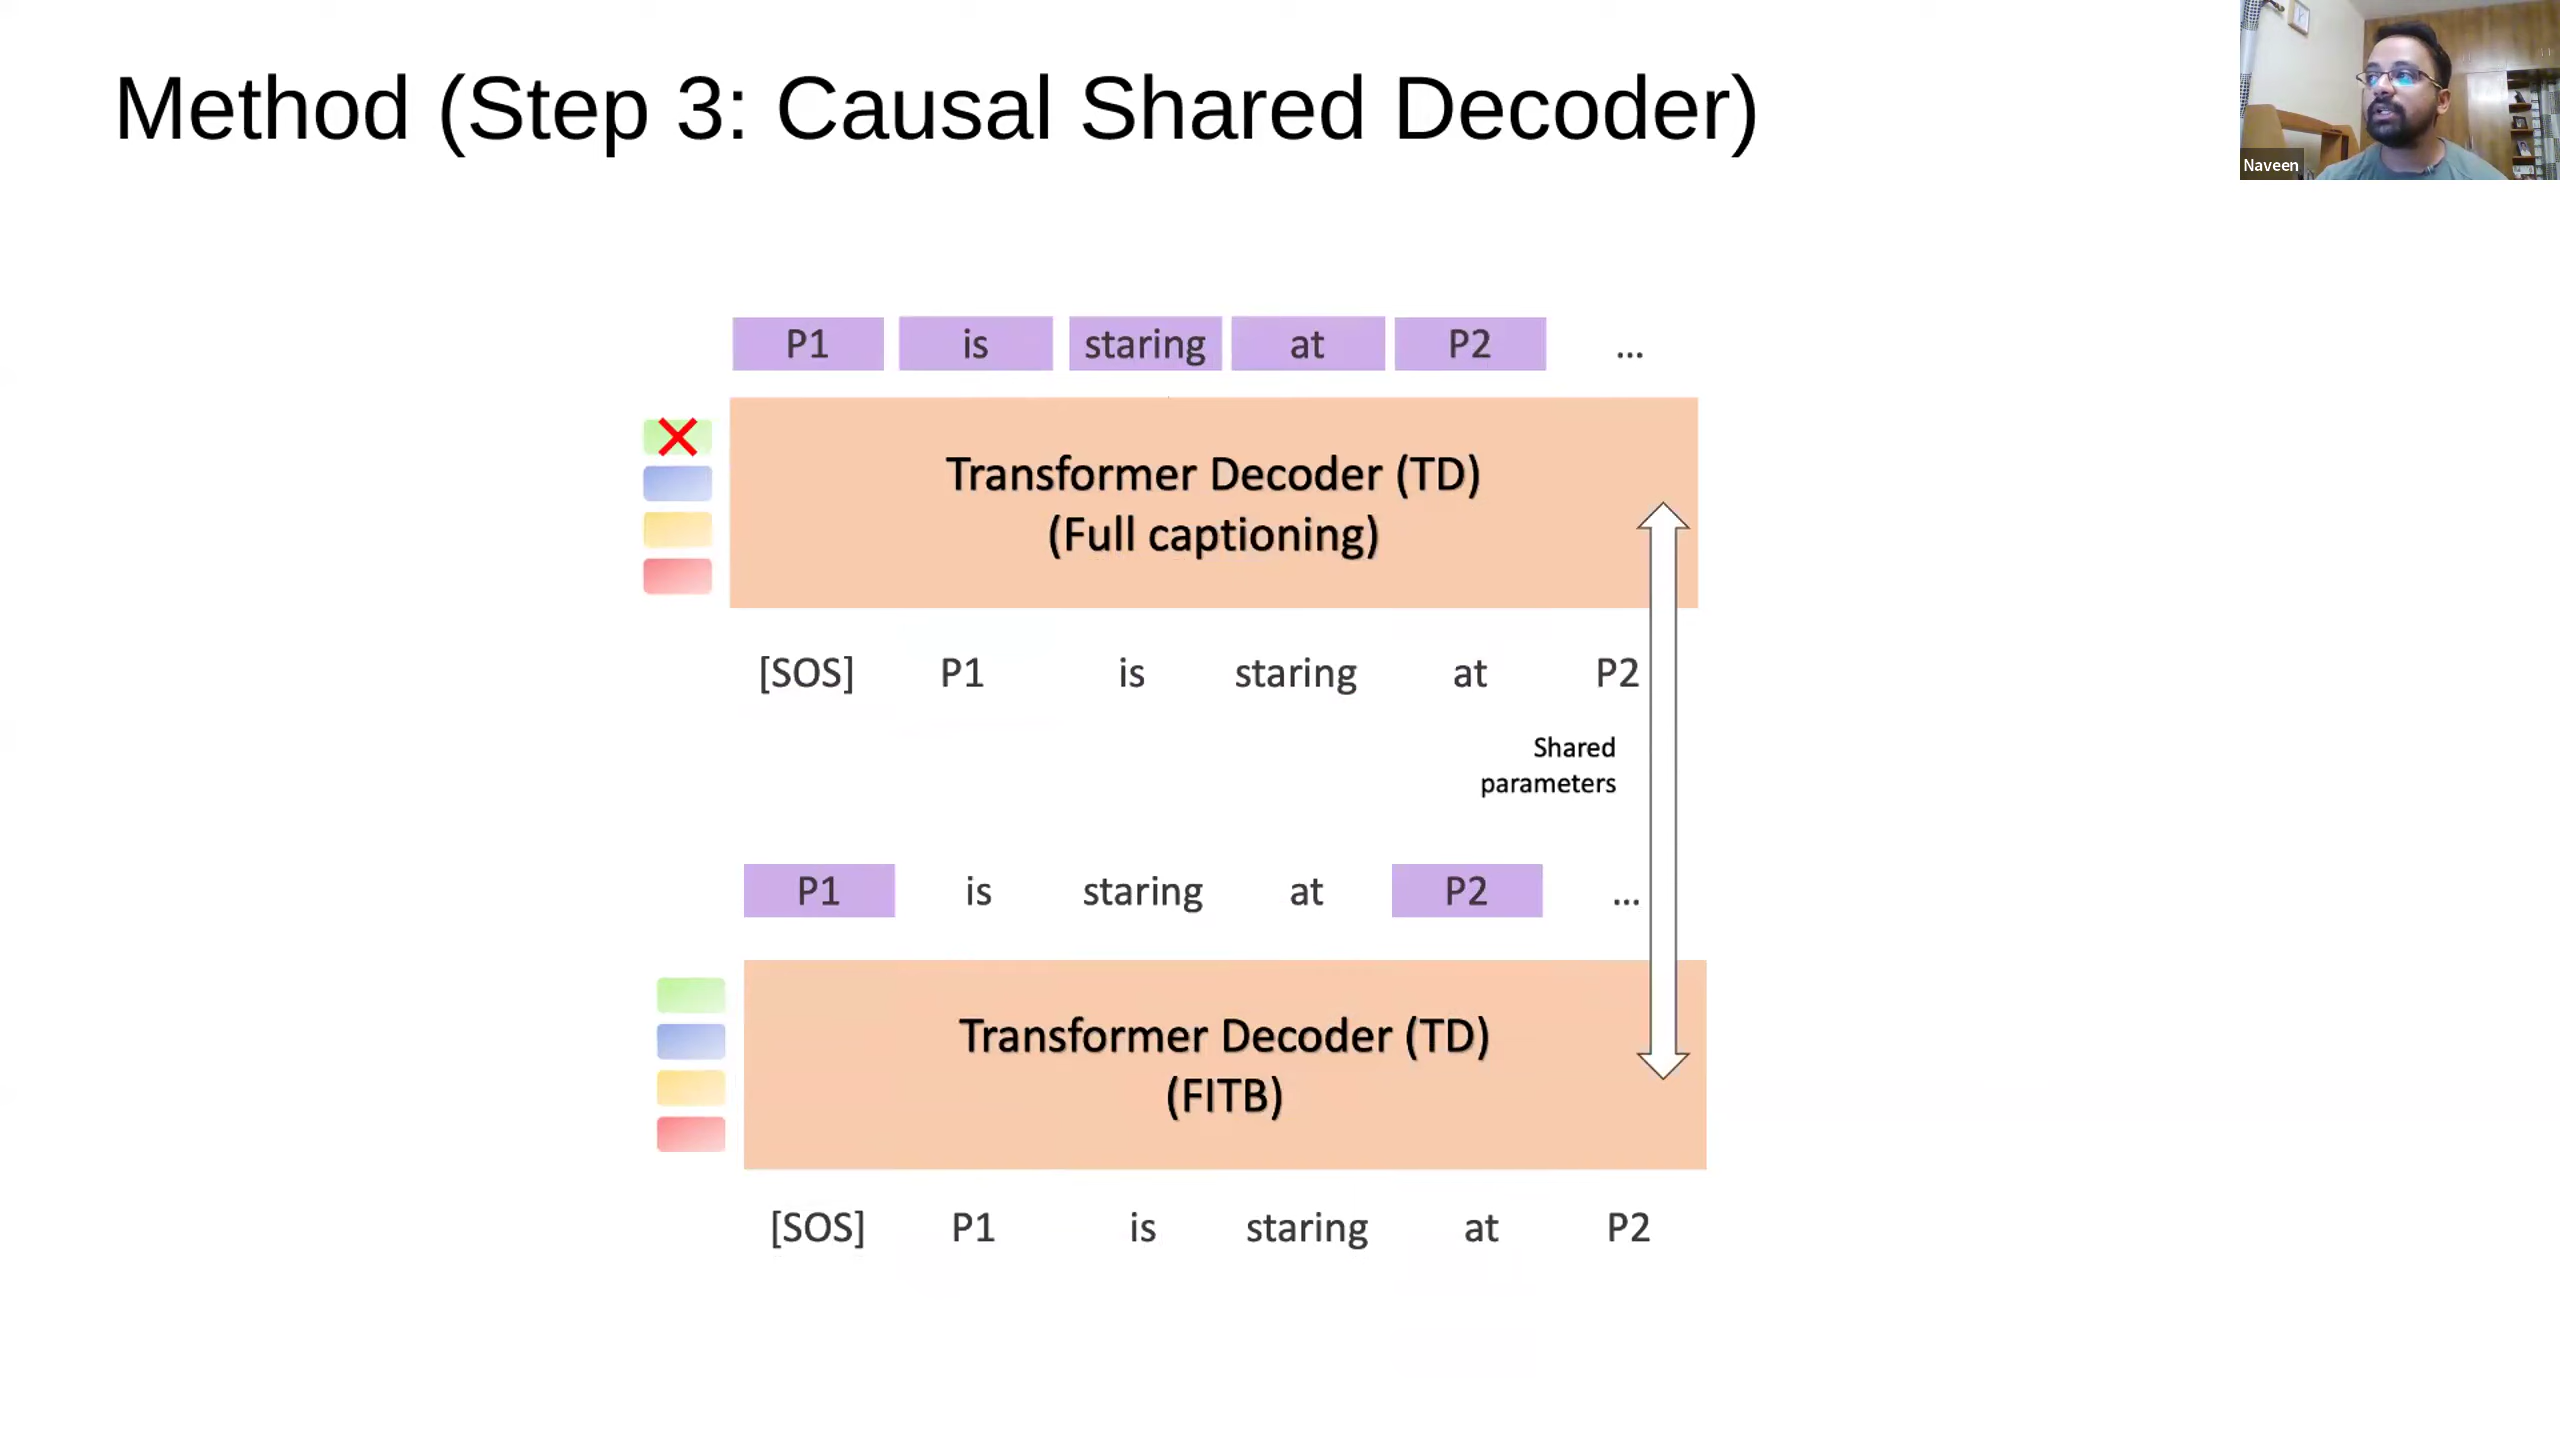 Method (Step 3: Causal Shared Decoder)
Naveen
P1 is staring at P2 ...
Transformer Decoder (TD)
(Full captioning)
[SOS] P1 is staring at P2
Shared
parameters
P1 is staring at P2 ...
Transformer Decoder (TD)
(FITB)
[SOS] P1 is staring at P2